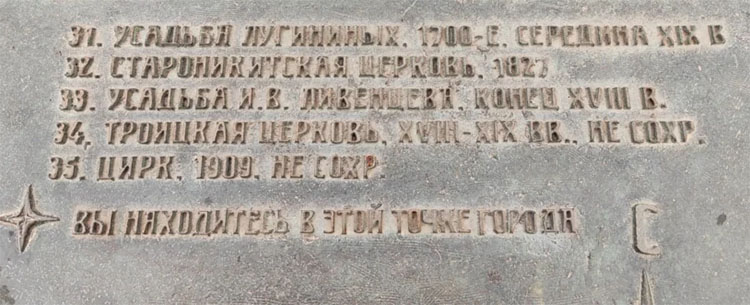 31. УСАДЬБА ЛУГИНИНЫХ. 1700-Е. СЕРЕДИНА XIX В
32. СТАРОНИКИТСКАЯ ЦЕРКОВЬ, 1827
33. УСАДЬБА И.В. ЛИВЕНЦЕВА, КОНЕЦ XVIII В.
34. ТРОИЦКАЯ ЦЕРКОВЬ, XVIII-XIX ВВ., НЕ СОХР.
35. ЦИРК, 1909, НЕ СОХР.
ВЫ НАХОДИТЕСЬ В ЭТОЙ ТОЧКЕ ГОРОДА
С